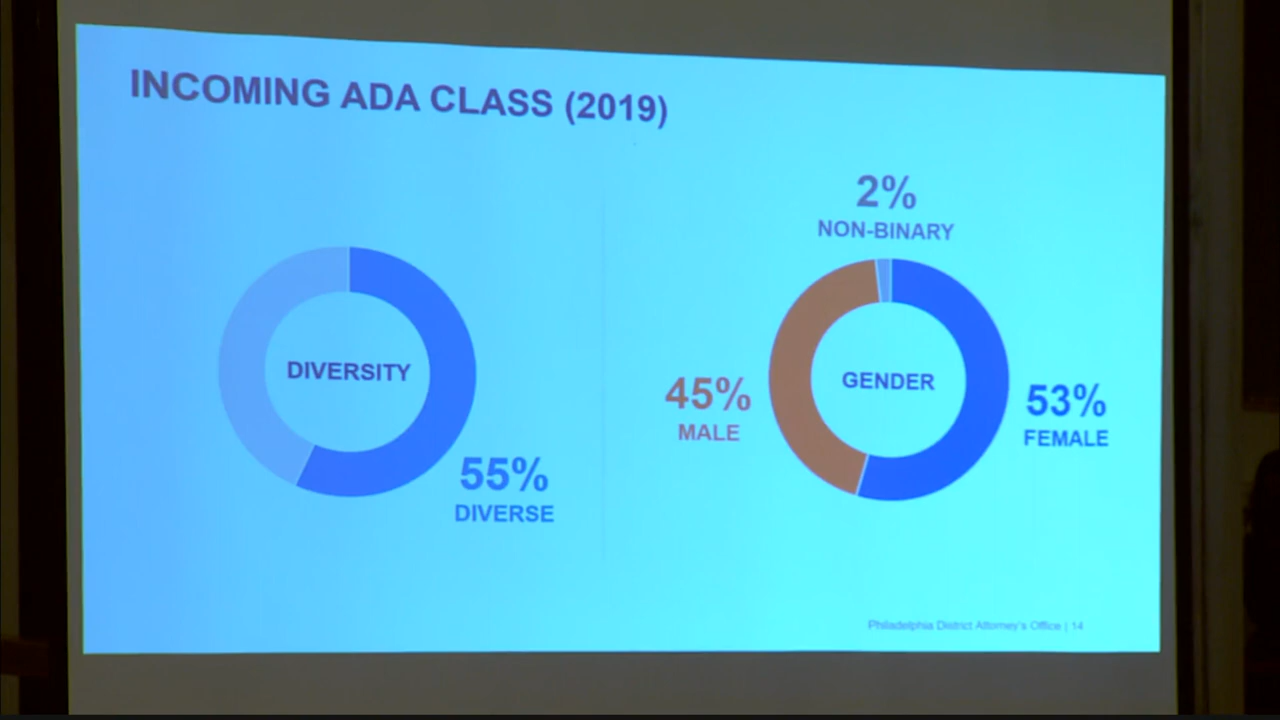 INCOMING ADA CLASS (2019)
DIVERSITY
55%
DIVERSE
2%
NON-BINARY
45%
MALE
GENDER
53%
FEMALE
Philadelphia District Attorney's Office | 14